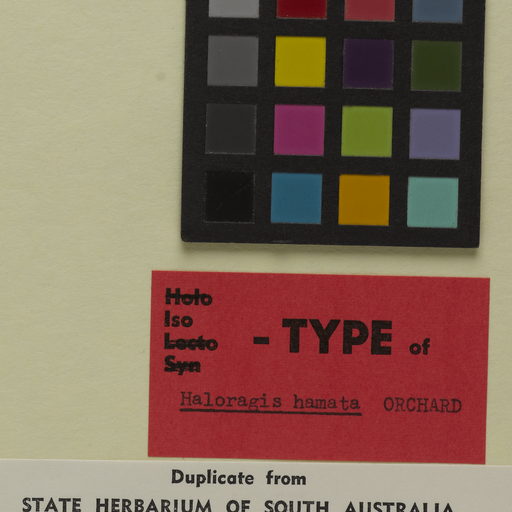 Holo
Iso
Lecto
Syn
- TYPE of
Haloragis hamata ORCHARD
Duplicate from
STATE HERBARIUM OF SOUTH AUSTRALIA